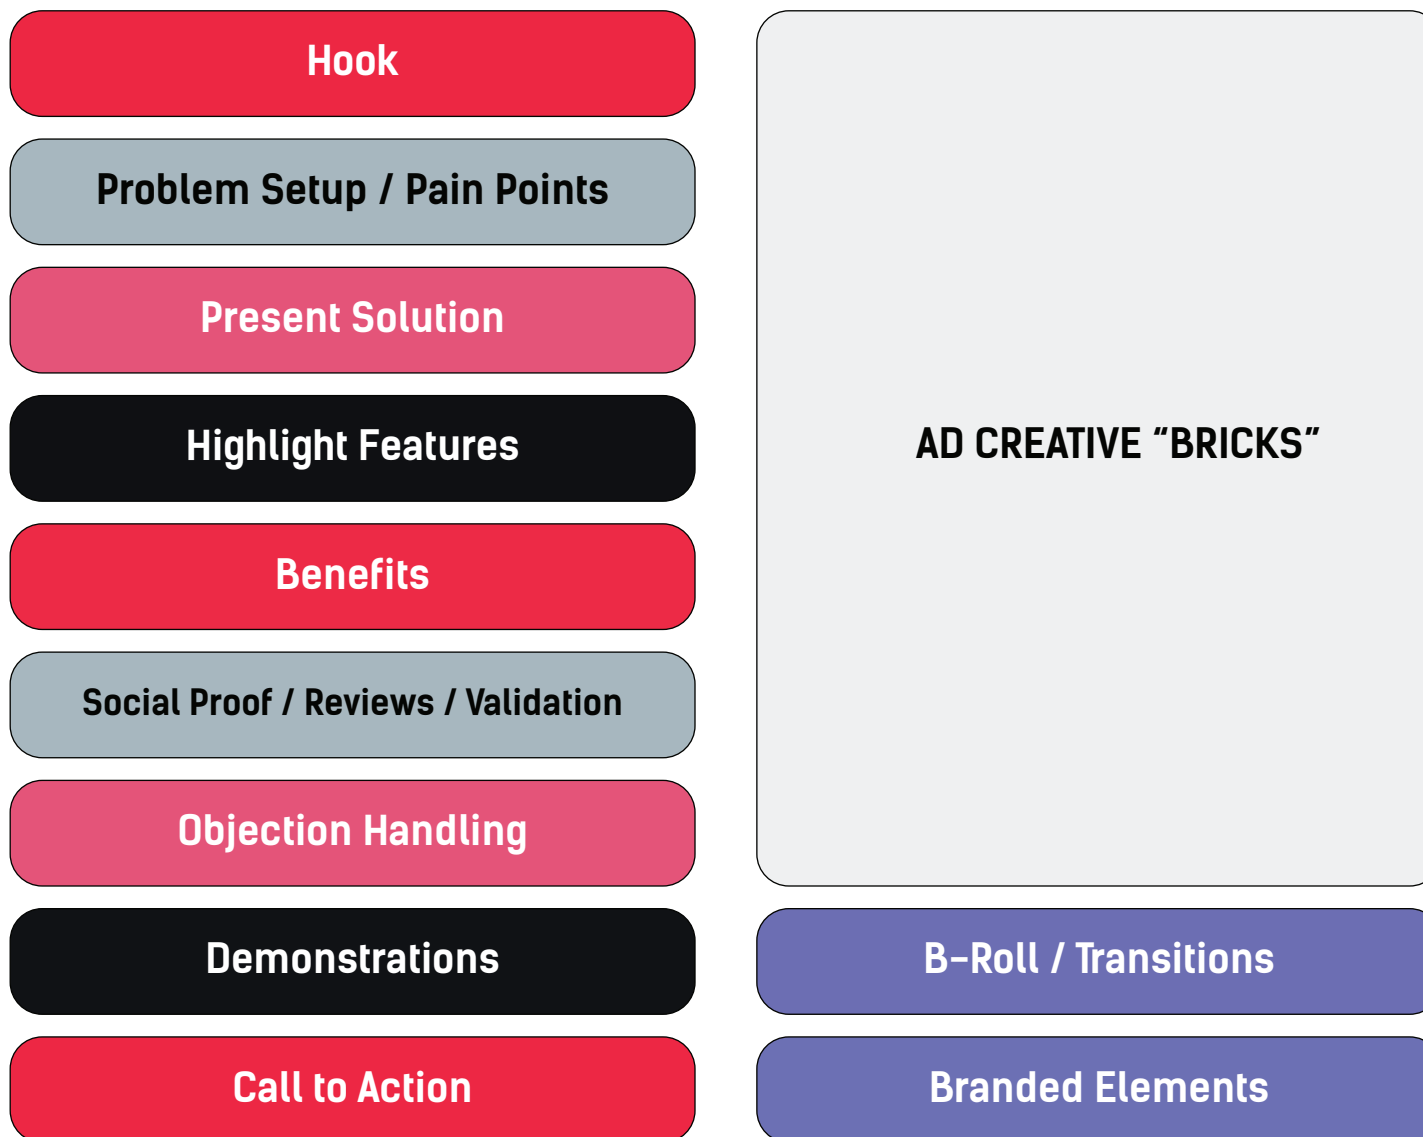 Hook
Problem Setup / Pain Points
Present Solution
Highlight Features
Benefits
Social Proof / Reviews / Validation
Objection Handling
Demonstrations
Call to Action
AD CREATIVE “BRICKS”
B-Roll / Transitions
Branded Elements